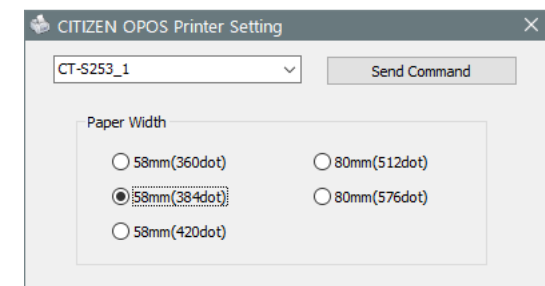 CITIZEN OPOS Printer Setting
CT-S253_1
Send Command
Paper Width
58mm(360dot)
80mm(512dot)
58mm(384dot)
80mm(576dot)
58mm(420dot)